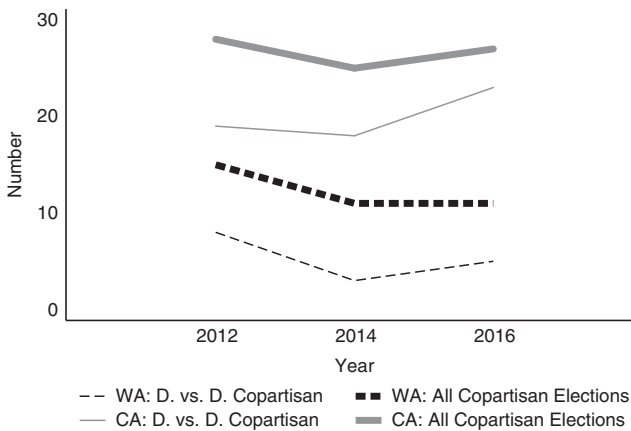 30
20
10
0
Number
2012 2014 2016
Year
WA: D. vs. D. Copartisan WA: All Copartisan Elections
CA: D. vs. D. Copartisan CA: All Copartisan Elections